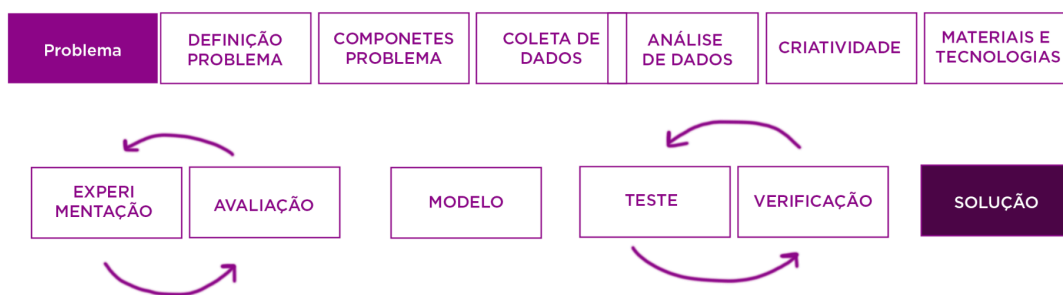 Problema
DEFINIÇÃO
PROBLEMA
COMPONETES
PROBLEMA
COLETA DE
DADOS
ANÁLISE
DE DADOS
CRIATIVIDADE
MATERIAIS E
TECNOLOGIAS
EXPERI
MENTAÇÃO
AVALIAÇÃO
MODELO
TESTE
VERIFICAÇÃO
SOLUÇÃO